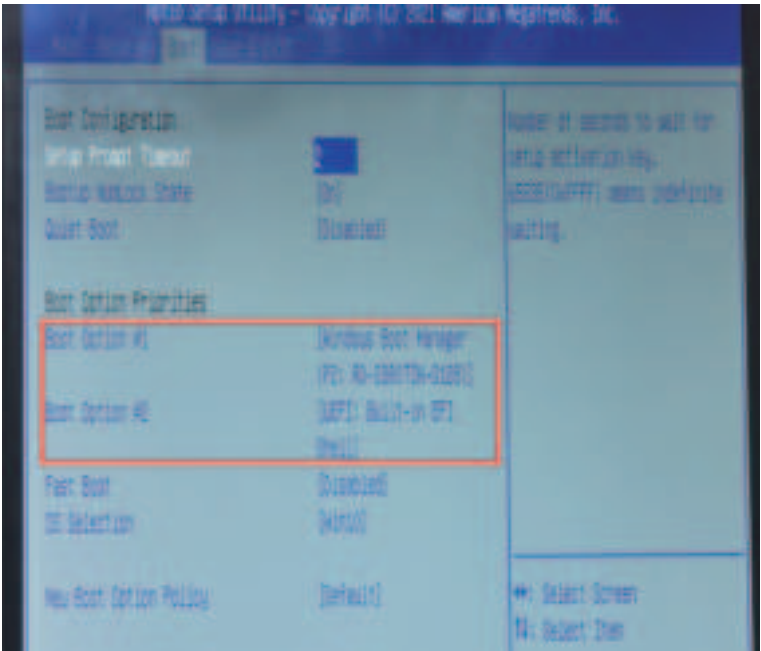 Aptio Setup Utility - Copyright (C) 2021 American Megatrends, Inc.
Boot
Boot Configuration
Setup Prompt Timeout
Bootup NumLock State [On]
Quiet Boot [Disabled]
Boot Option Priorities
Boot Option #1 [Windows Boot Manager
Boot Option #2 [UEFI: Built-in EFI
Shell]
Fast Boot [Disabled]
OS Selection [Win10]
New Boot Option Policy [Default]
Number of seconds to wait for
setup activation key.
means indefinite
waiting.
: Select Screen
: Select Item